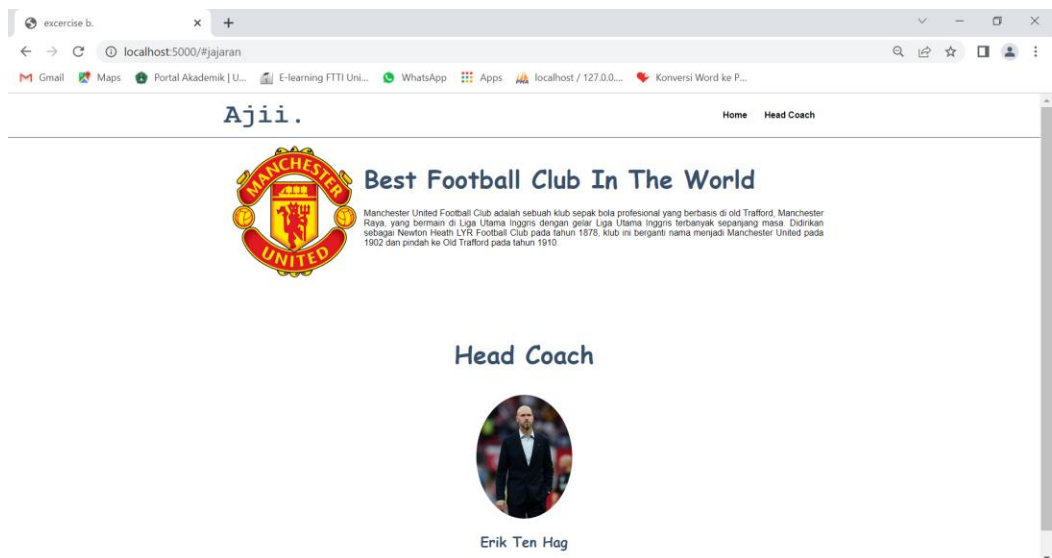 excercise b.
localhost:5000/#jajaran
Gmail Maps Portal Akademik | U... E-learning FTTI Uni... WhatsApp Apps localhost / 127.0.0.... Konversi Word ke P...
Ajii.
Home Head Coach
MANCHESTER
UNITED
Best Football Club In The World
Manchester United Football Club adalah sebuah klub sepak bola profesional yang berbasis di old Trafford, Manchester
Raya, yang bermain di Liga Utama Inggris dengan gelar Liga Utama Inggris terbanyak sepanjang masa. Didirikan
sebagai Newton Heath LYR Football Club pada tahun 1878, klub ini berganti nama menjadi Manchester United pada
1902 dan pindah ke Old Trafford pada tahun 1910.
Head Coach
Erik Ten Hag